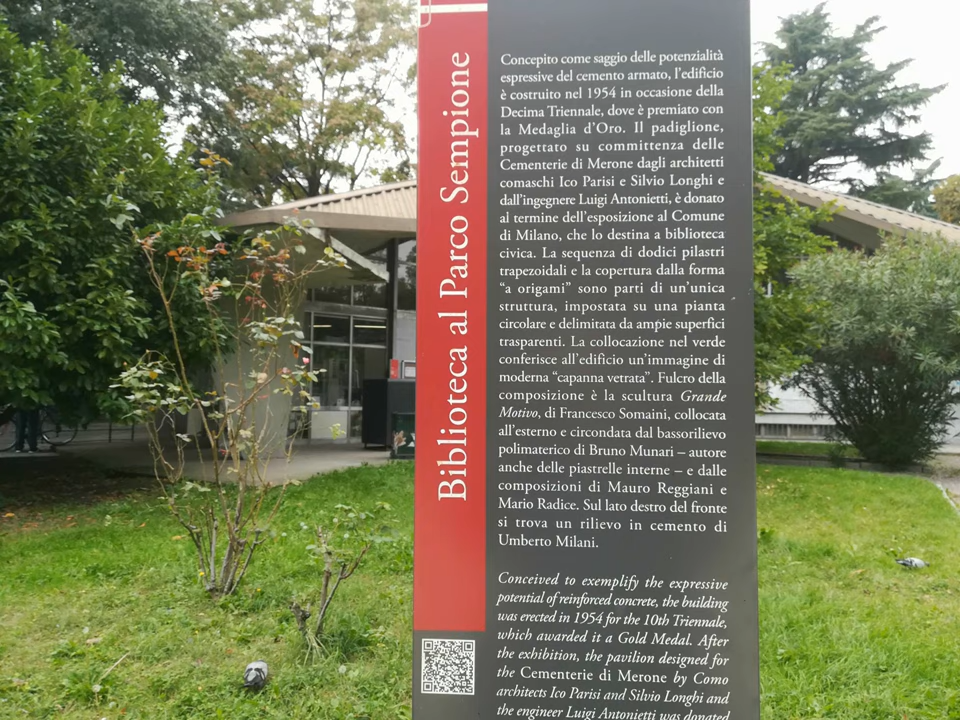 Biblioteca al Parco Sempione
Concepito come saggio delle potenzialità
espressive del cemento armato, l'edificio
è costruito nel 1954 in occasione della
Decima Triennale, dove è premiato con
la Medaglia d'Oro. Il padiglione,
progettato su committenza delle
Cementerie di Merone dagli architetti
comaschi Ico Parisi e Silvio Longhi e
dall'ingegnere Luigi Antonietti, è donato
al termine dell'esposizione al Comune
di Milano, che lo destina a biblioteca
civica. La sequenza di dodici pilastri
trapezoidali e la copertura dalla forma
“a origami” sono parti di un'unica
struttura, impostata su una pianta
circolare e delimitata da ampie superfici
trasparenti. La collocazione nel verde
conferisce all'edificio un'immagine di
moderna “capanna vetrata”. Fulcro della
composizione è la scultura Grande
Motivo, di Francesco Somaini, collocata
all'esterno e circondata dal bassorilievo
polimaterico di Bruno Munari – autore
anche delle piastrelle interne – e dalle
composizioni di Mauro Reggiani e
Mario Radice. Sul lato destro del fronte
si trova un rilievo in cemento di
Umberto Milani.
Conceived to exemplify the expressive
potential of reinforced concrete, the building
was erected in 1954 for the 10th Triennale,
which awarded it a Gold Medal. After
the exhibition, the pavilion designed for
the Cementerie di Merone by Como
architects Ico Parisi and Silvio Longhi and
the engineer Luigi Antonietti was donated